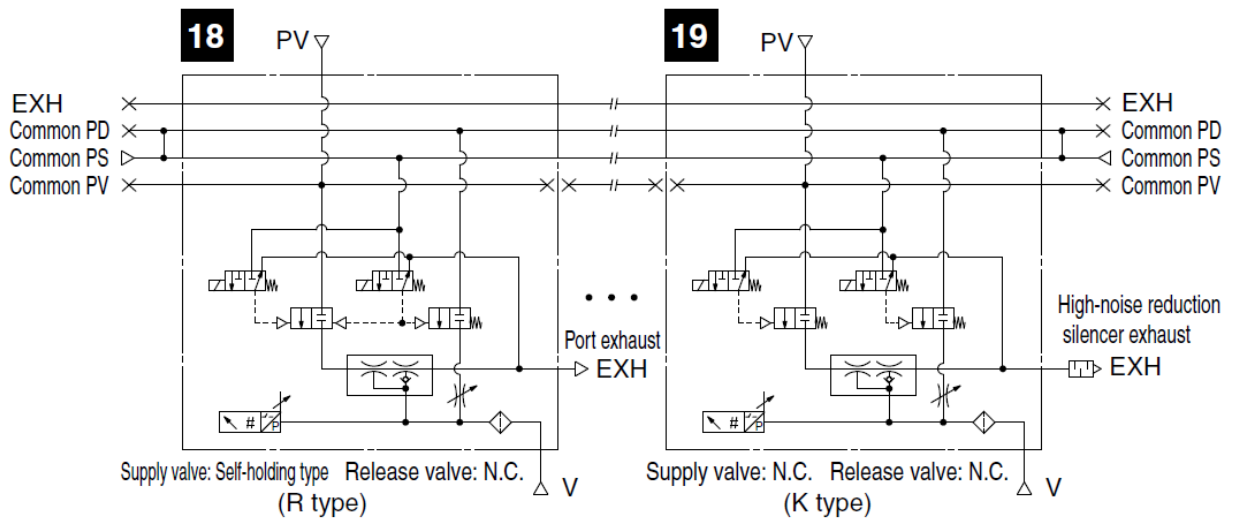 18
PV
19
PV
EXH
EXH
Common PD
Common PD
Common PS
Common PS
Common PV
Common PV
Port exhaust
EXH
High-noise reduction
silencer exhaust
EXH
# P
# P
Supply valve: Self-holding type Release valve: N.C.
(R type)
V
Supply valve: N.C. Release valve: N.C.
(K type)
V